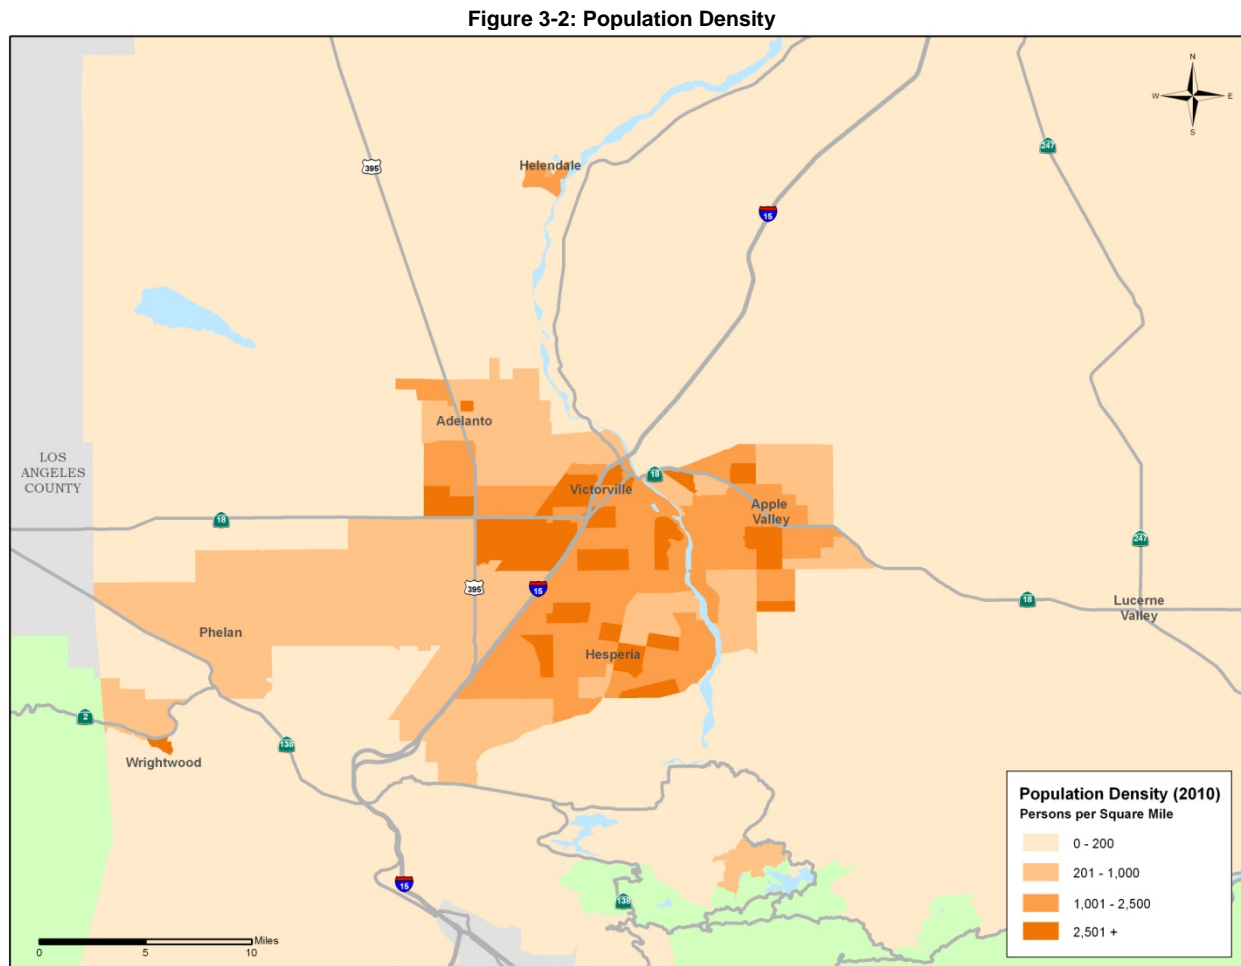 Figure 3-2: Population Density
N
W
E
S
247
395
Helendale
15
Adelanto
LOS
ANGELES
COUNTY
18
Victorville
Apple
Valley
18
247
395
15
18
Lucerne
Valley
Phelan
Hesperia
2
138
Wrightwood
Population Density (2010)
Persons per Square Mile
0 - 200
201 - 1,000
1,001 - 2,500
2,501 +
15
138
Miles
0
5
10